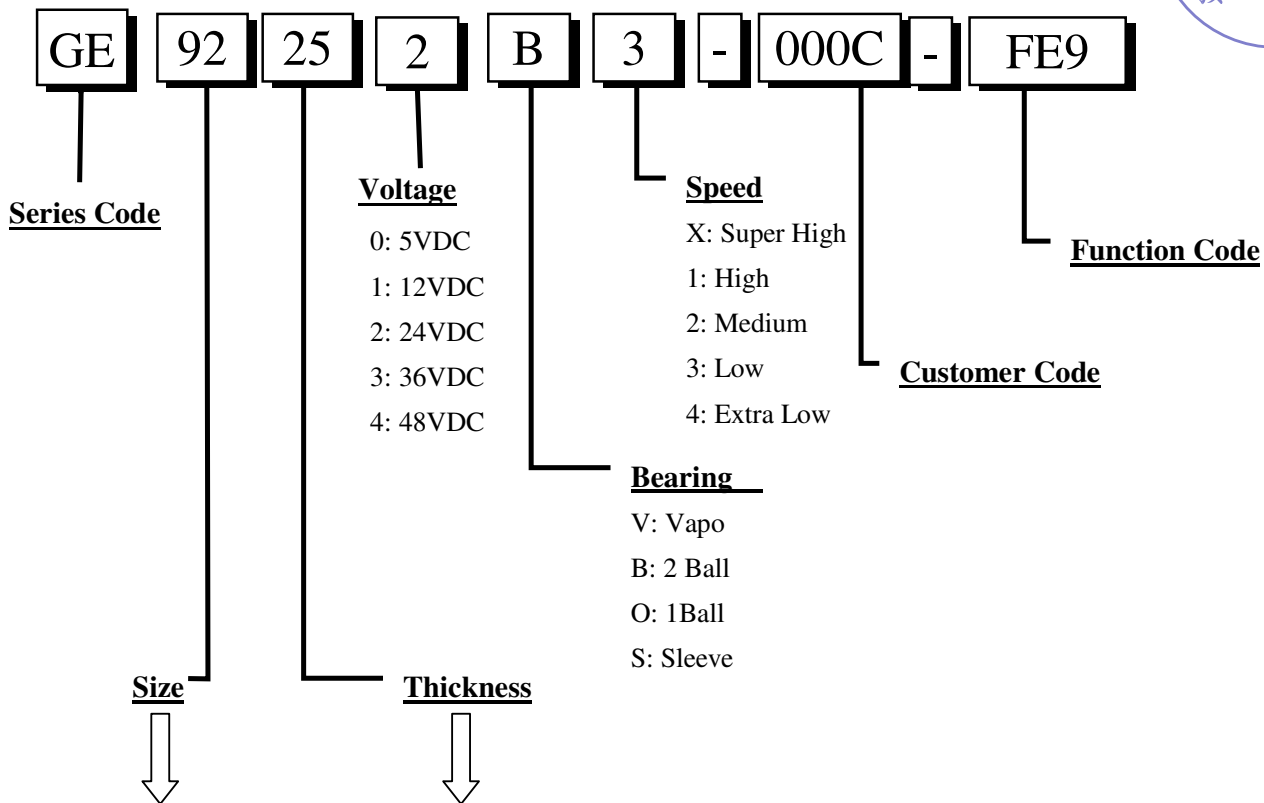 GE 92 25 2 B 3 - 000C - FE9
Series Code
Voltage
0: 5VDC
1: 12VDC
2: 24VDC
3: 36VDC
4: 48VDC
Speed
X: Super High
1: High
2: Medium
3: Low
4: Extra Low
Function Code
Customer Code
Bearing
V: Vapo
B: 2 Ball
O: 1Ball
S: Sleeve
Size
Thickness